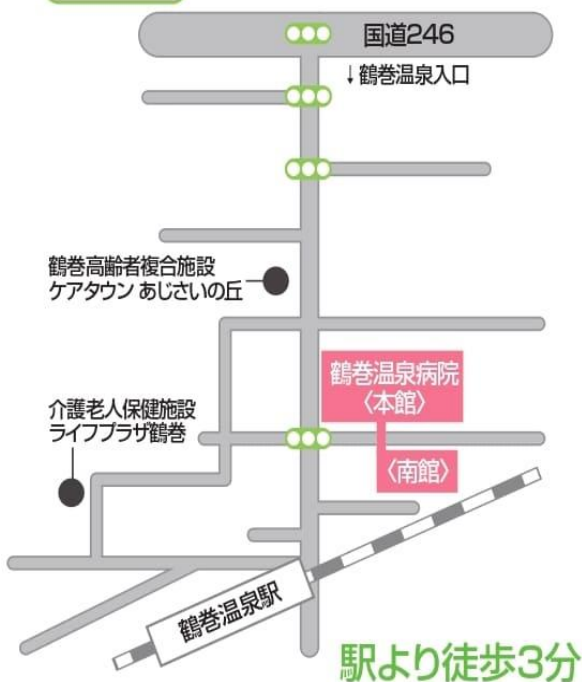 国道246
↓鶴巻温泉入口
鶴巻高齢者複合施設
ケアタウン あじさいの丘
鶴巻温泉病院
〈本館〉
介護老人保健施設
ライフプラザ鶴巻
〈南館〉
鶴巻温泉駅
駅より徒歩3分